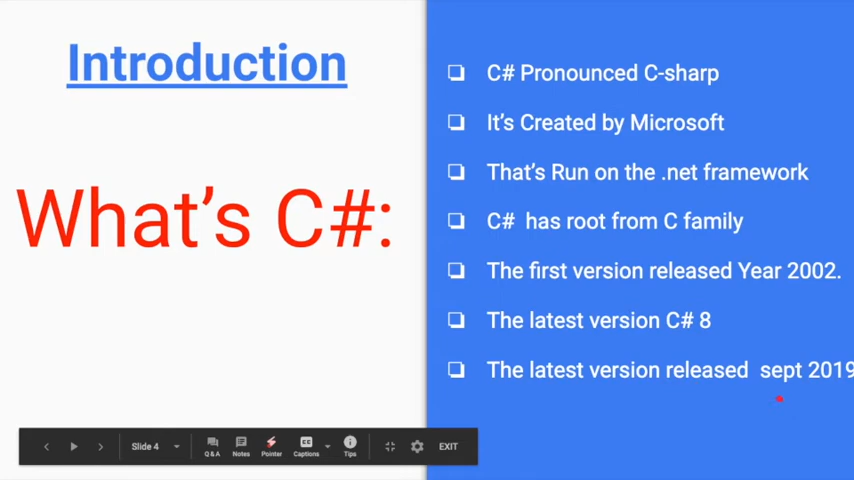 Introduction
What's C#:
C# Pronounced C-sharp
It's Created by Microsoft
That's Run on the .net framework
C#  has root from C family
The first version released Year 2002.
The latest version C# 8
The latest version released  sept 2019
Slide 4
Q & A
Notes
Pointer
Captions
Tips
EXIT